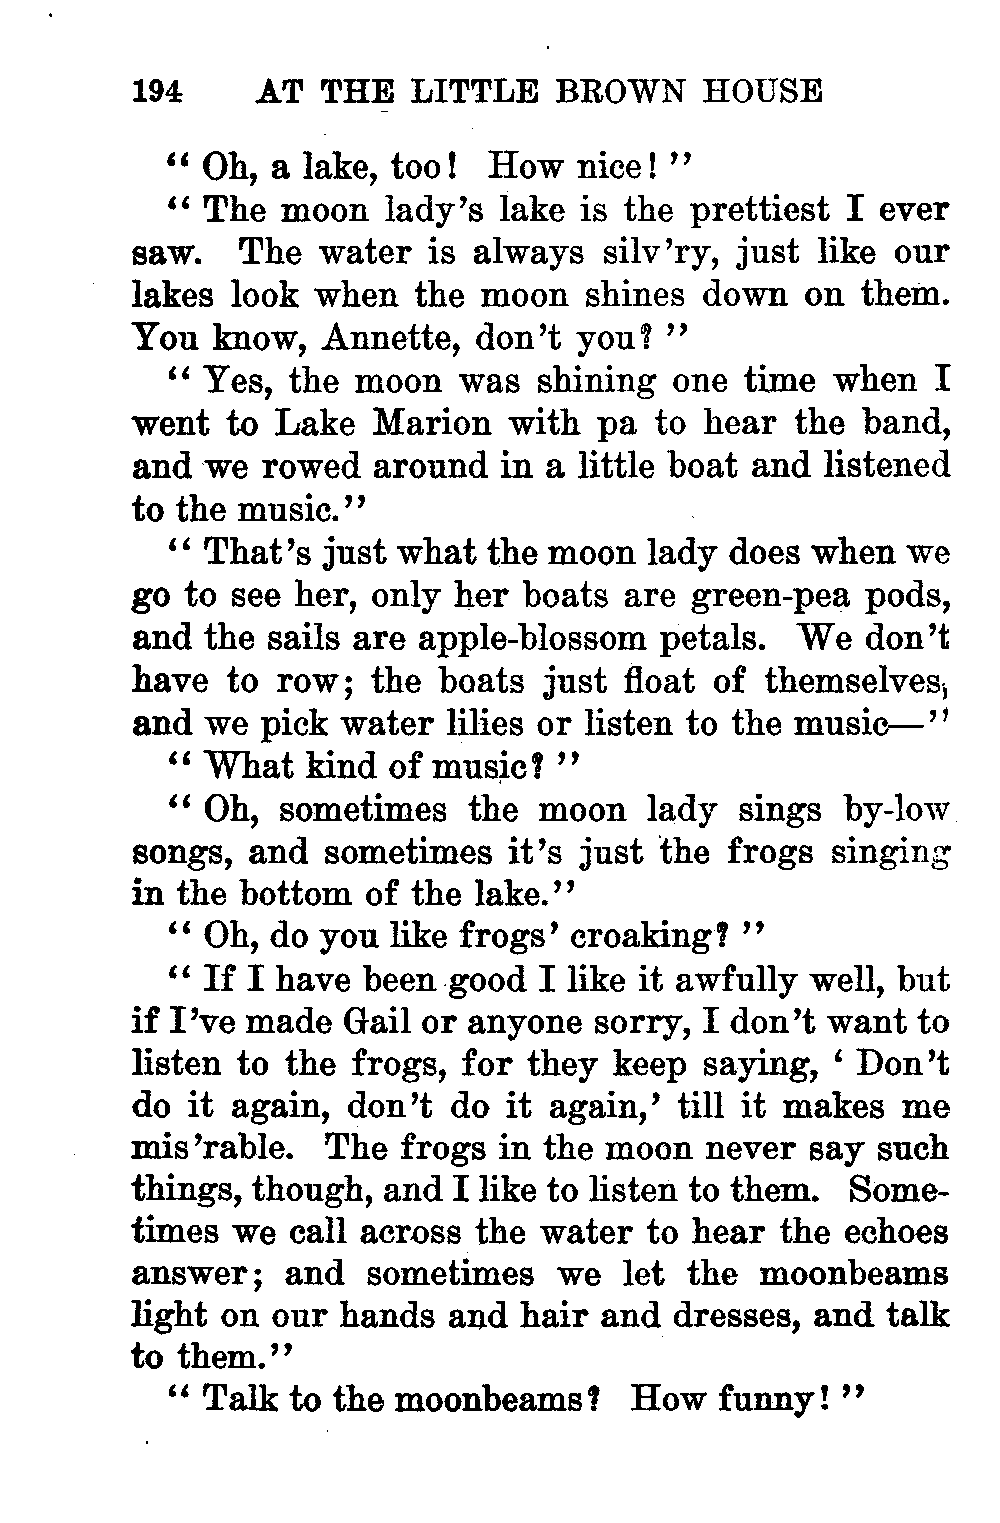 194 AT THE LITTLE BROWN HOUSE
“ Oh, a lake, too! How nice! ”
“ The moon lady’s lake is the prettiest I ever
saw. The water is always silv’ry, just like our
lakes look when the moon shines down on them.
You know, Annette, don’t you? ”
“ Yes, the moon was shining one time when I
went to Lake Marion with pa to hear the band,
and we rowed around in a little boat and listened
to the music.”
“ That’s just what the moon lady does when we
go to see her, only her boats are green-pea pods,
and the sails are apple-blossom petals. We don’t
have to row; the boats just float of themselves,
and we pick water lilies or listen to the music—”
“ What kind of music? ”
“ Oh, sometimes the moon lady sings by-low
songs, and sometimes it’s just the frogs singing
in the bottom of the lake.”
“ Oh, do you like frogs’ croaking? ”
“ If I have been good I like it awfully well, but
if I’ve made Gail or anyone sorry, I don’t want to
listen to the frogs, for they keep saying, ‘ Don’t
do it again, don’t do it again,’ till it makes me
mis’rable. The frogs in the moon never say such
things, though, and I like to listen to them. Some-
times we call across the water to hear the echoes
answer; and sometimes we let the moonbeams
light on our hands and hair and dresses, and talk
to them.”
“ Talk to the moonbeams? How funny! ”